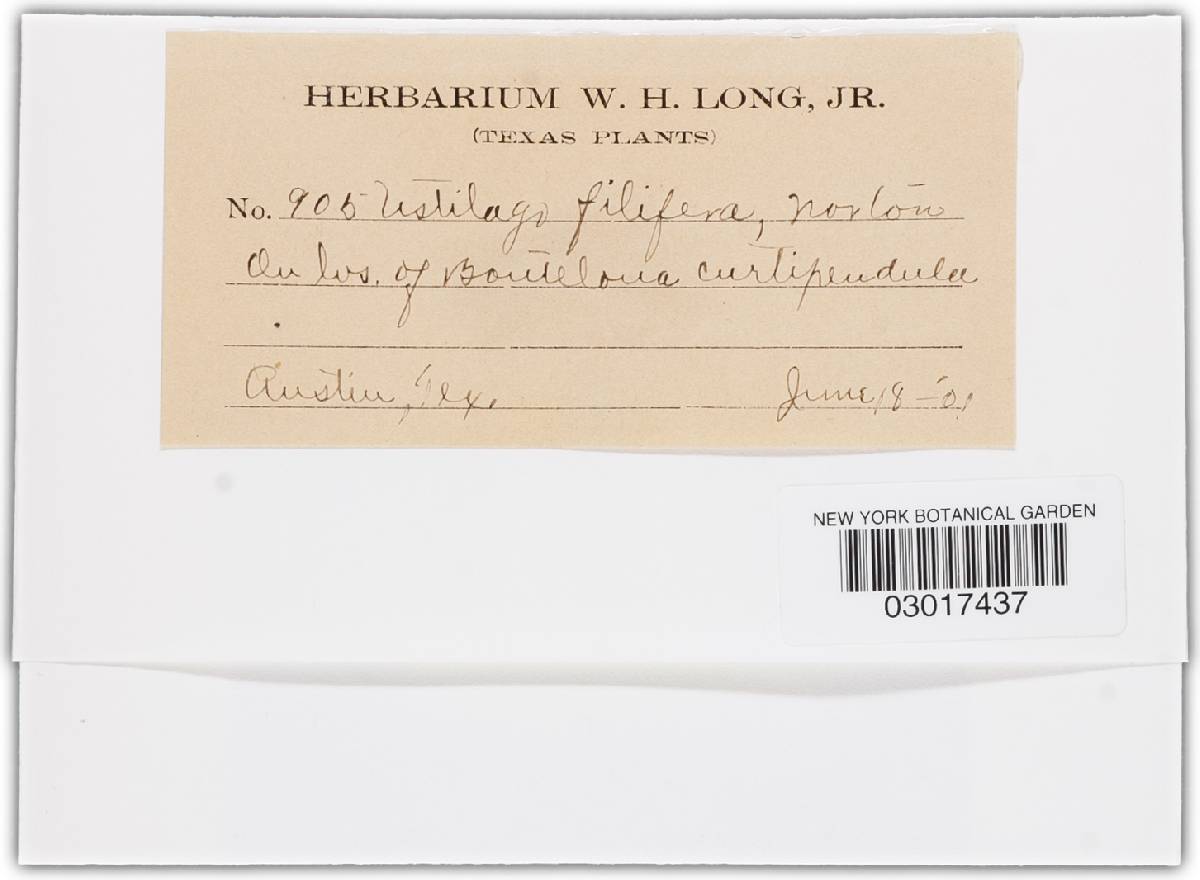 HERBARIUM W. H. LONG, JR.
(TEXAS PLANTS)
No. 905 Ustilago filifera, Norton
On lvs. of Bouteloua curtipendula
Austin, Tex. June, 8 - '01
NEW YORK BOTANICAL GARDEN
03017437